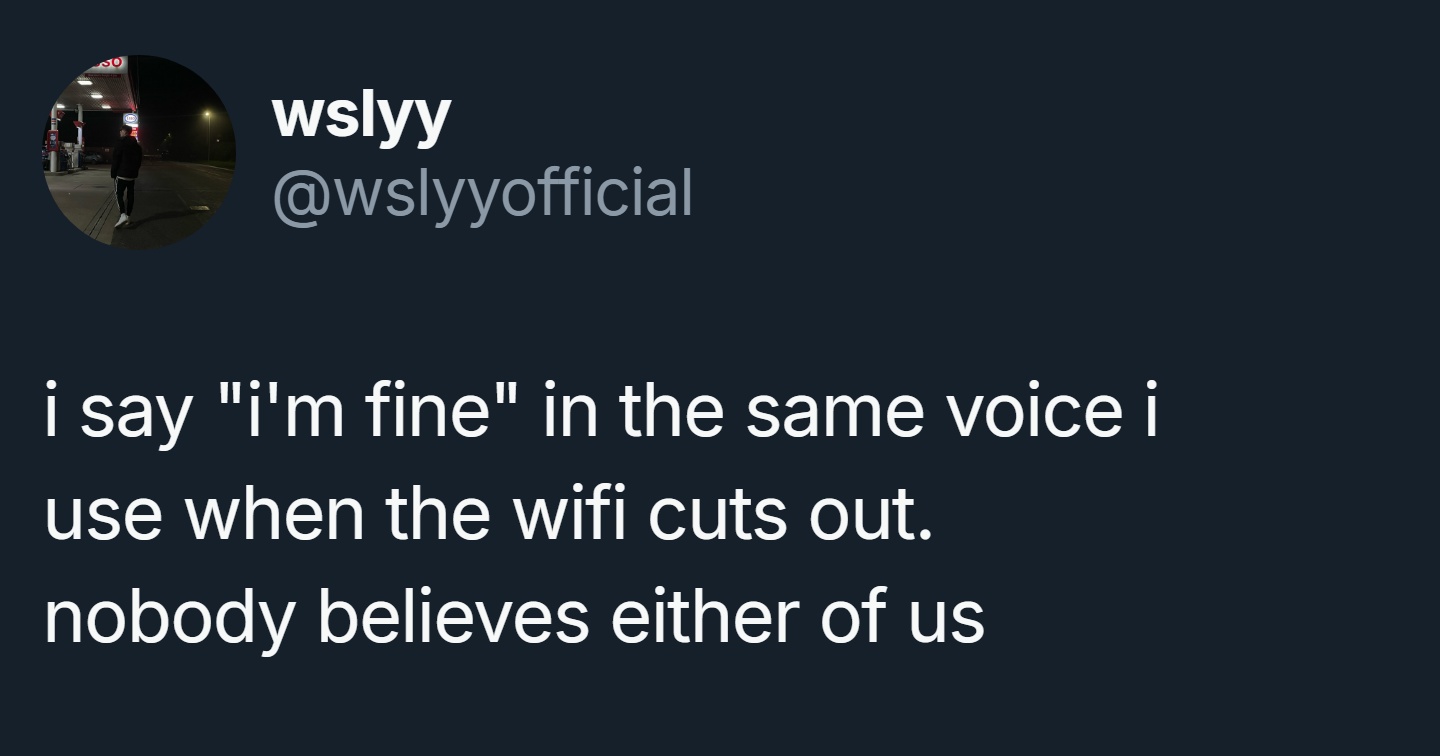 wslyy
@wslyyofficial
i say "i'm fine" in the same voice i
use when the wifi cuts out.
nobody believes either of us